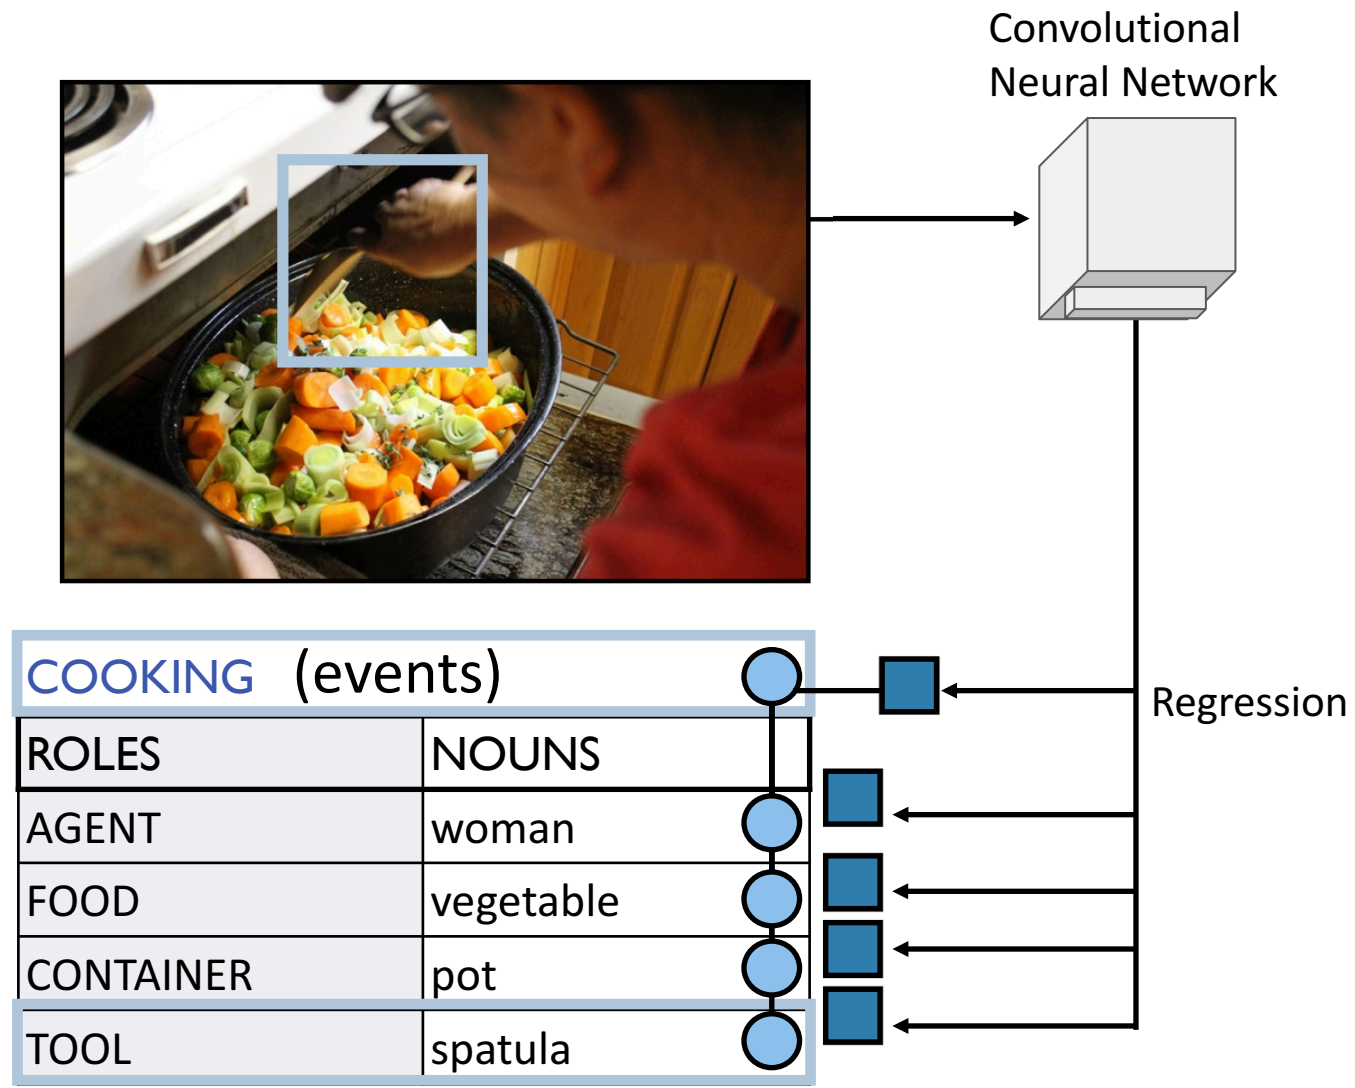 Convolutional
Neural Network
COOKING (events)
Regression
ROLES NOUNS
AGENT woman
FOOD vegetable
CONTAINER pot
TOOL spatula